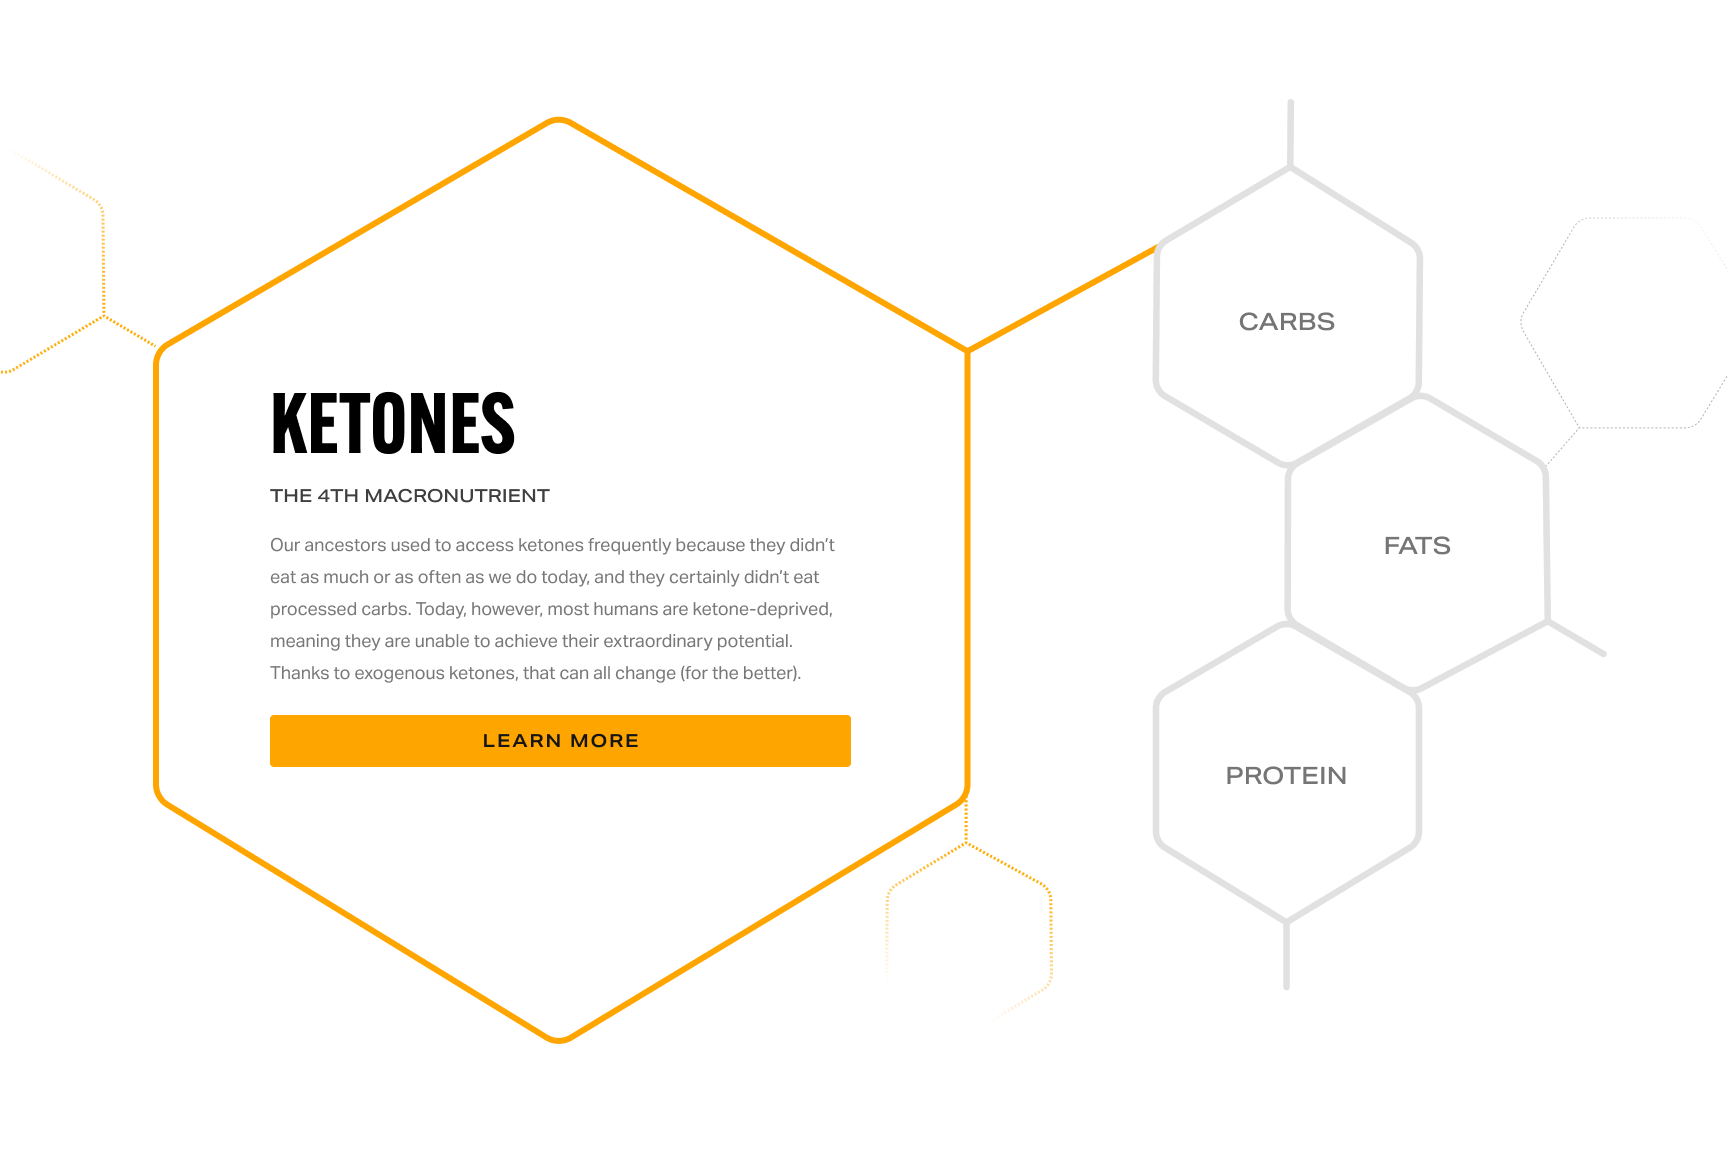 KETONES
THE 4TH MACRONUTRIENT
Our ancestors used to access ketones frequently because they didn’t
eat as much or as often as we do today, and they certainly didn’t eat
processed carbs. Today, however, most humans are ketone-deprived,
meaning they are unable to achieve their extraordinary potential.
Thanks to exogenous ketones, that can all change (for the better).
LEARN MORE
CARBS
FATS
PROTEIN